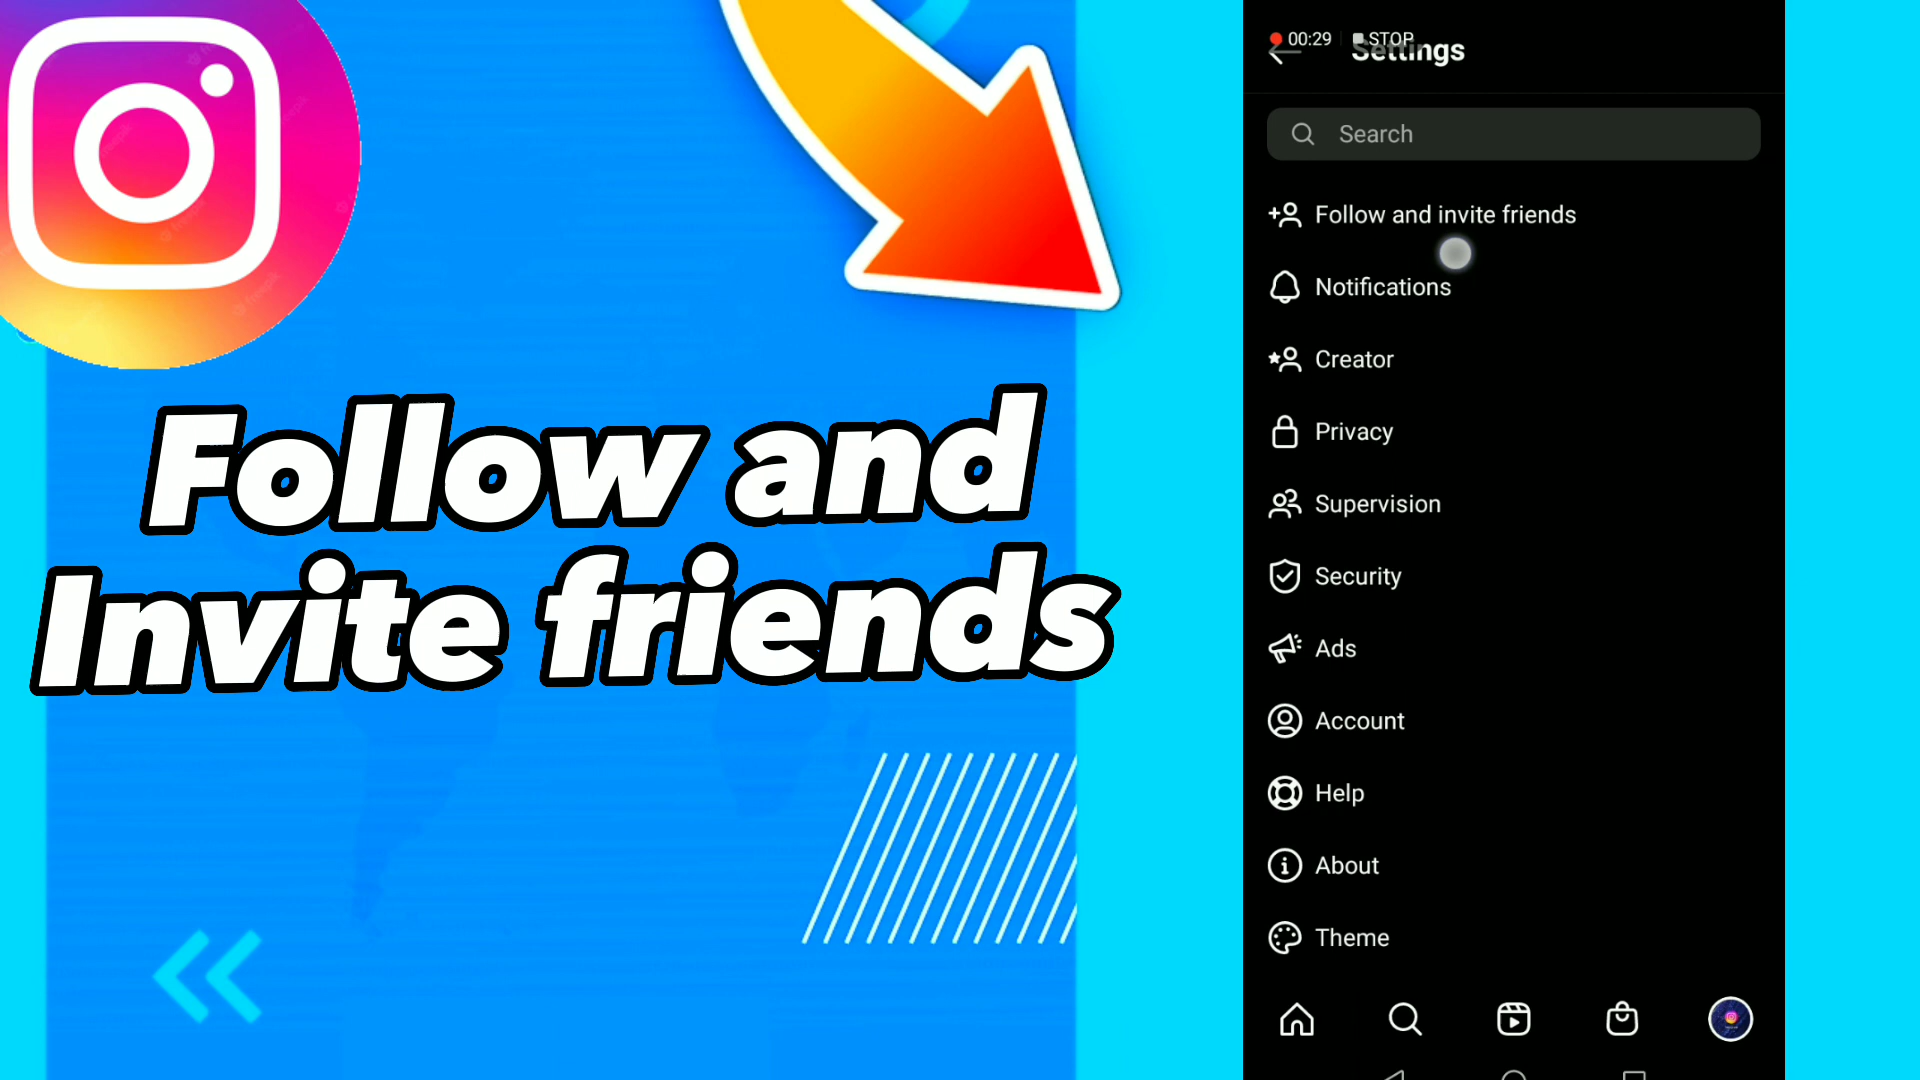 Follow and
Invite friends
00:29 STOP
Settings
Search
Follow and invite friends
Notifications
Creator
Privacy
Supervision
Security
Ads
Account
Help
About
Theme